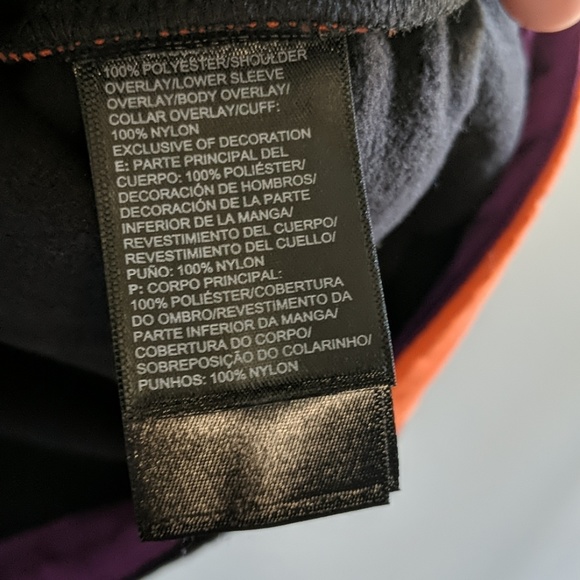 100% POLYESTER/SHOULDER
OVERLAY/LOWER SLEEVE
OVERLAY/BODY OVERLAY/
COLLAR OVERLAY/CUFF:
100% NYLON
EXCLUSIVE OF DECORATION
E: PARTE PRINCIPAL DEL
CUERPO: 100% POLIÉSTER/
DECORACIÓN DE HOMBROS/
DECORACIÓN DE LA PARTE
INFERIOR DE LA MANGA/
REVESTIMIENTO DEL CUERPO/
REVESTIMIENTO DEL CUELLO/
PUÑO: 100% NYLON
P: CORPO PRINCIPAL:
100% POLIÉSTER/COBERTURA
DO OMBRO/REVESTIMENTO DA
PARTE INFERIOR DA MANGA/
COBERTURA DO CORPO/
SOBREPOSIÇÃO DO COLARINHO/
PUNHOS: 100% NYLON